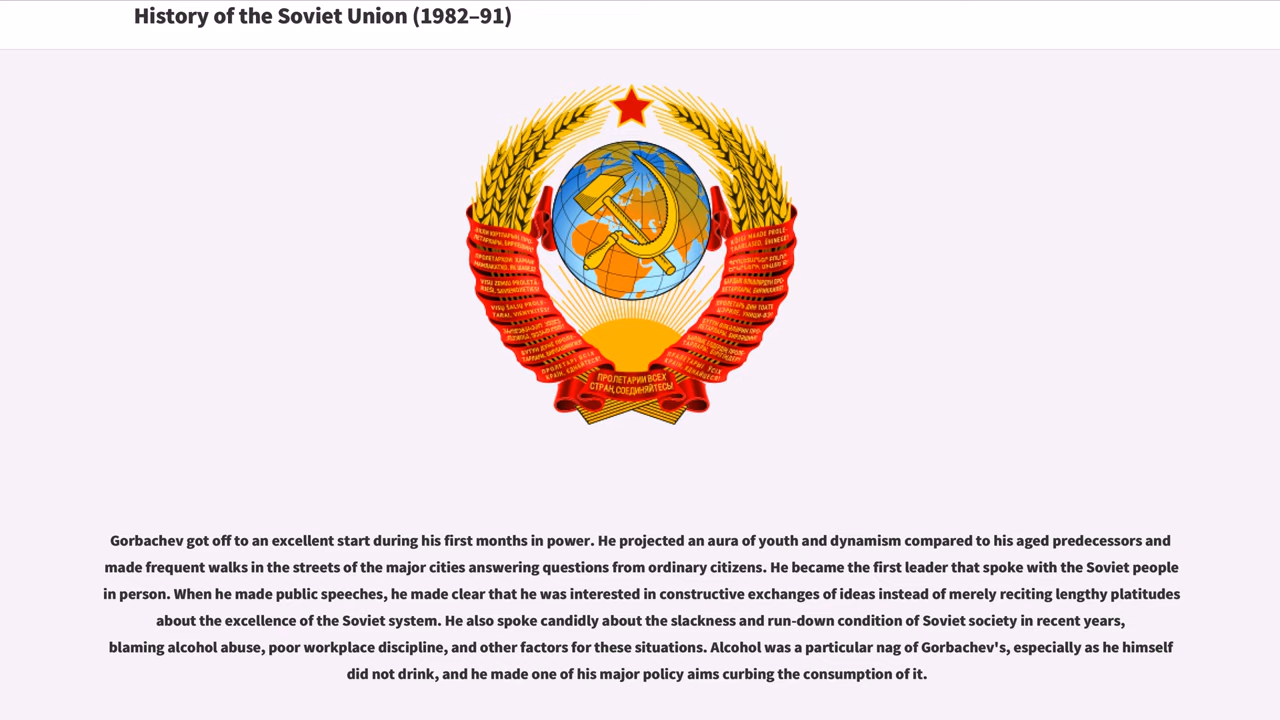 History of the Soviet Union (1982–91)
ПРОЛЕТАРИИ ВСЕХ
СТРАН, СОЕДИНЯЙТЕСЬ!
Gorbachev got off to an excellent start during his first months in power. He projected an aura of youth and dynamism compared to his aged predecessors and
made frequent walks in the streets of the major cities answering questions from ordinary citizens. He became the first leader that spoke with the Soviet people
in person. When he made public speeches, he made clear that he was interested in constructive exchanges of ideas instead of merely reciting lengthy platitudes
about the excellence of the Soviet system. He also spoke candidly about the slackness and run-down condition of Soviet society in recent years,
blaming alcohol abuse, poor workplace discipline, and other factors for these situations. Alcohol was a particular nag of Gorbachev's, especially as he himself
did not drink, and he made one of his major policy aims curbing the consumption of it.